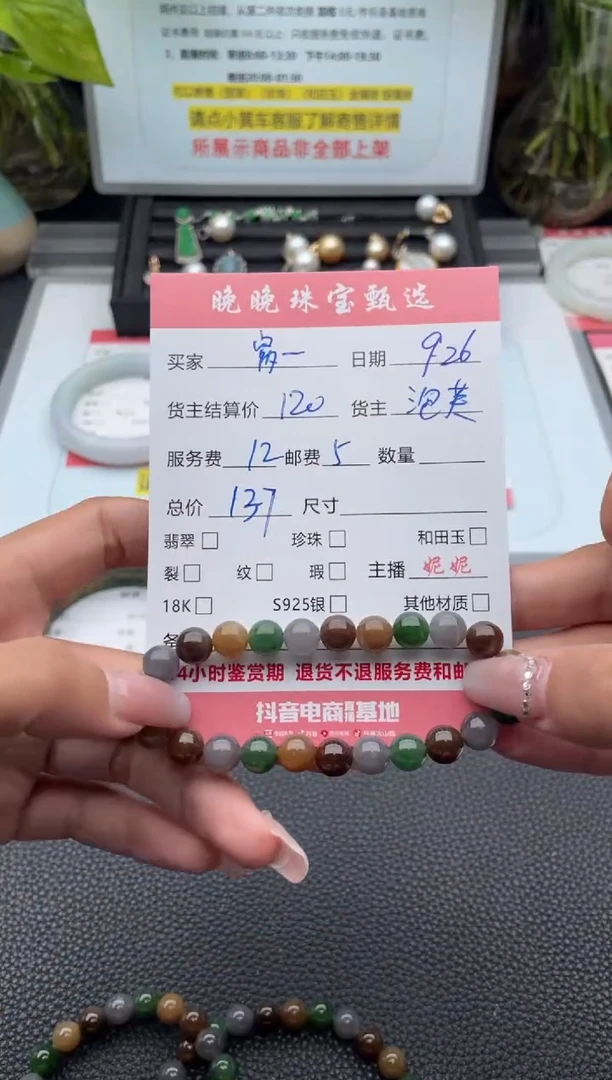 请点小黄车客服了解寄售详情
所展示商品非全部上架
晚晚珠宝甄选
买家 日期 9.26
货主结算价 120 货主 泡芙
服务费 12 邮费 5 数量
总价 137 尺寸
翡翠 珍珠 和田玉
裂 纹 瑕 主播 妮妮
18K S925银 其他材质
4小时鉴赏期 退货不退服务费和邮
抖音电商直播基地